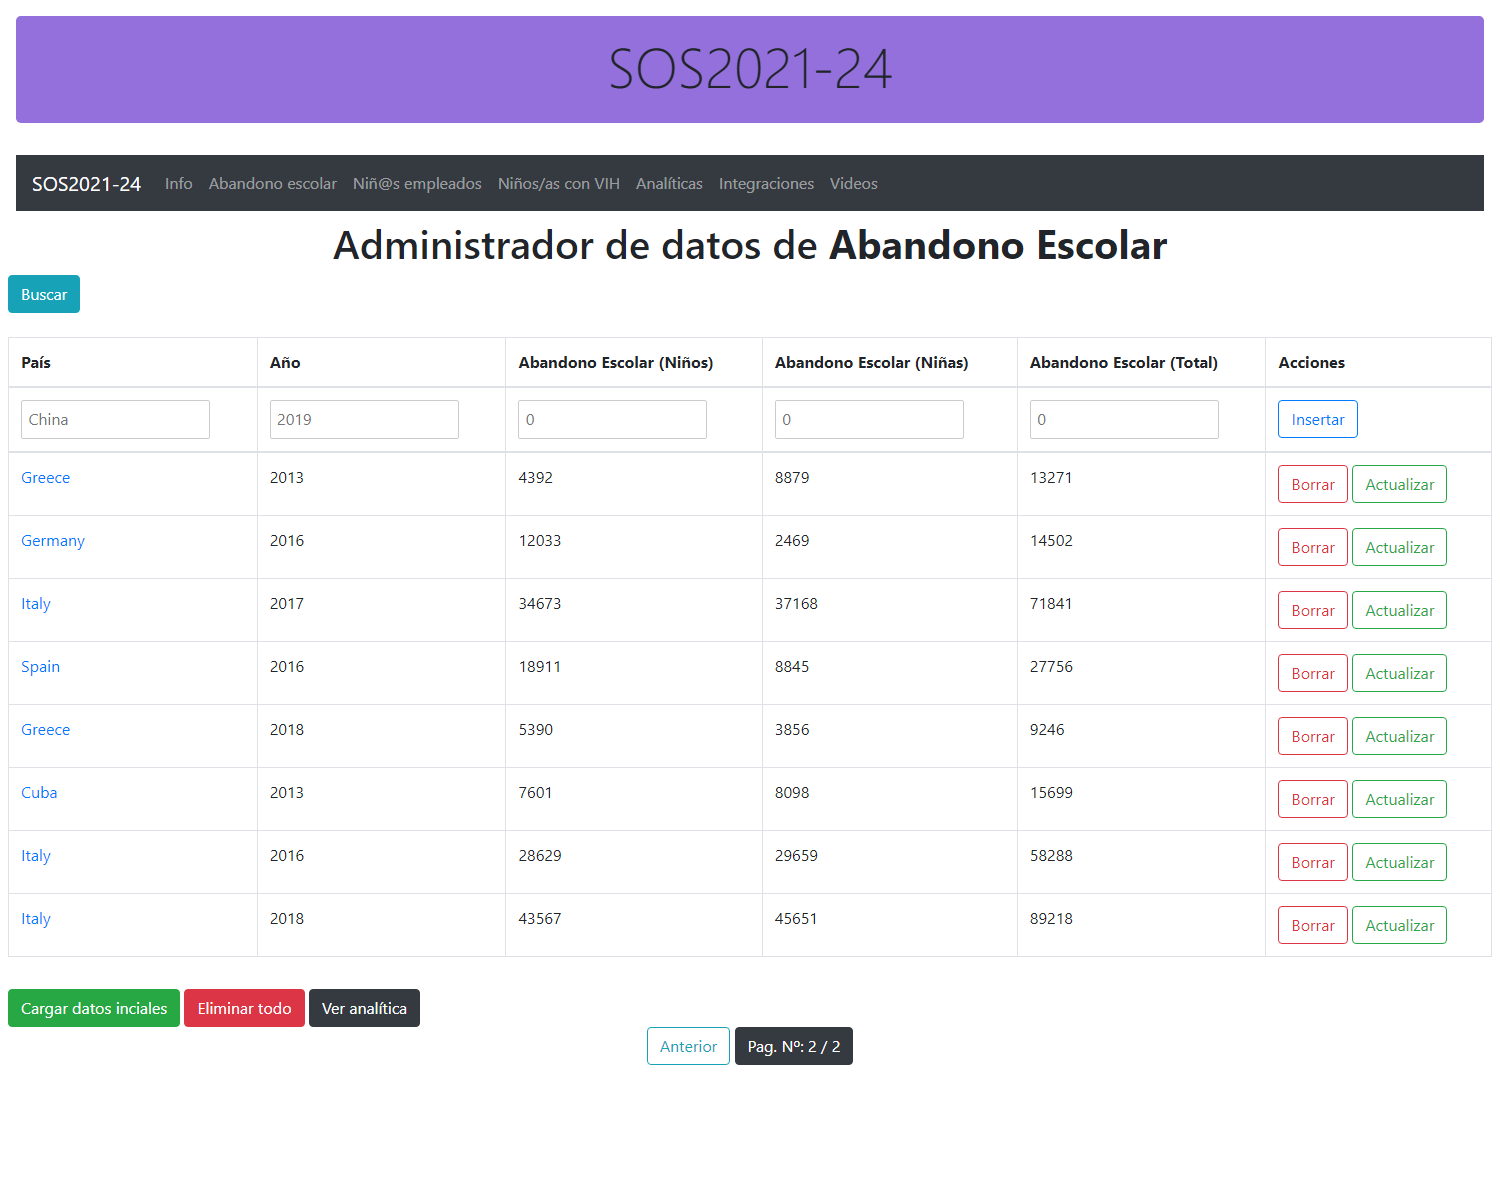 SOS2021-24
SOS2021-24 Info Abandono escolar Niñ@s empleados Niños/as con VIH Analíticas Integraciones Videos
Administrador de datos de Abandono Escolar
Buscar
País Año Abandono Escolar (Niños) Abandono Escolar (Niñas) Abandono Escolar (Total) Acciones
China 2019 0 0 0 Insertar
Greece 2013 4392 8879 13271 Borrar Actualizar
Germany 2016 12033 2469 14502 Borrar Actualizar
Italy 2017 34673 37168 71841 Borrar Actualizar
Spain 2016 18911 8845 27756 Borrar Actualizar
Greece 2018 5390 3856 9246 Borrar Actualizar
Cuba 2013 7601 8098 15699 Borrar Actualizar
Italy 2016 28629 29659 58288 Borrar Actualizar
Italy 2018 43567 45651 89218 Borrar Actualizar
Cargar datos inciales Eliminar todo Ver analítica
Anterior Pag. Nº: 2 / 2